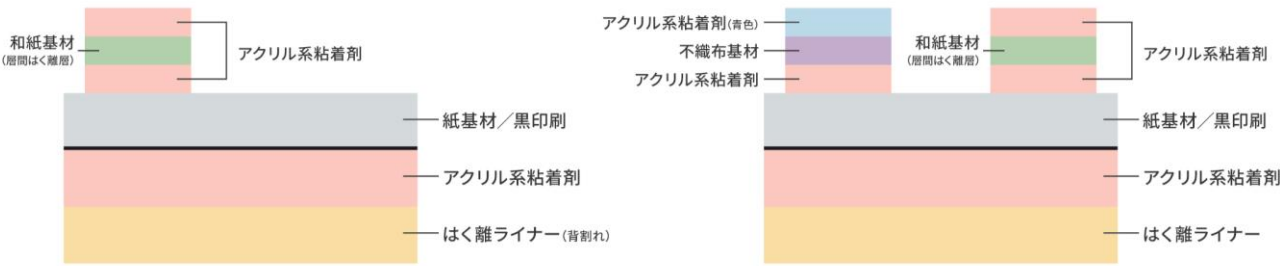 和紙基材
(層間はく離層)
アクリル系粘着剤
紙基材／黒印刷
アクリル系粘着剤
はく離ライナー(背割れ)
アクリル系粘着剤(青色)
不織布基材
アクリル系粘着剤
和紙基材
(層間はく離層)
アクリル系粘着剤
紙基材／黒印刷
アクリル系粘着剤
はく離ライナー